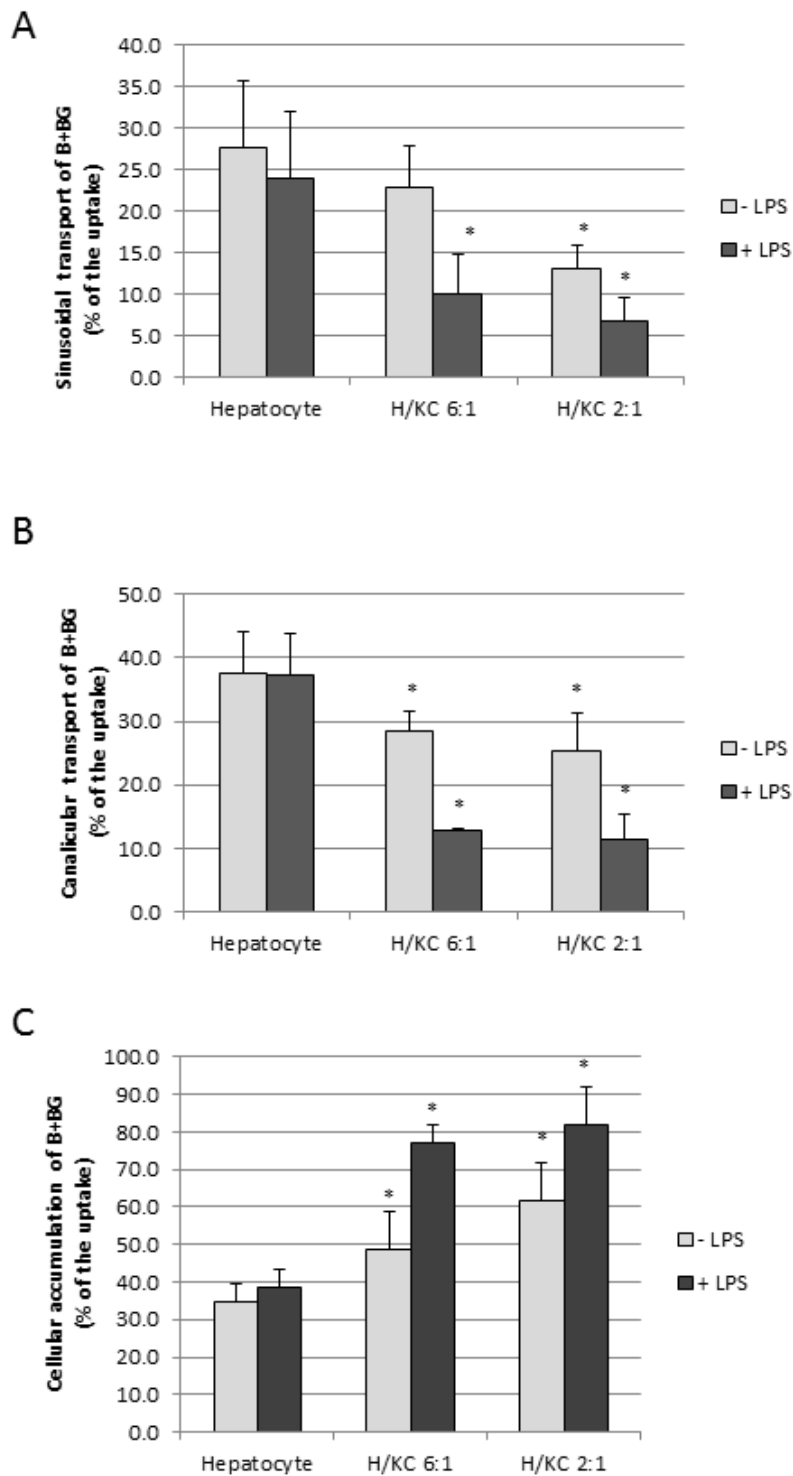 A
Sinusoidal transport of B+BG
(% of the uptake)
40.0
35.0
30.0
25.0
20.0
15.0
10.0
5.0
0.0
*
*
*
Hepatocyte
H/KC 6:1
H/KC 2:1
- LPS
+ LPS
B
Canalicular transport of B+BG
(% of the uptake)
50.0
40.0
30.0
20.0
10.0
0.0
*
*
*
*
Hepatocyte
H/KC 6:1
H/KC 2:1
- LPS
+ LPS
C
Cellular accumulation of B+BG
(% of the uptake)
100.0
90.0
80.0
70.0
60.0
50.0
40.0
30.0
20.0
10.0
0.0
*
*
*
*
Hepatocyte
H/KC 6:1
H/KC 2:1
- LPS
+ LPS